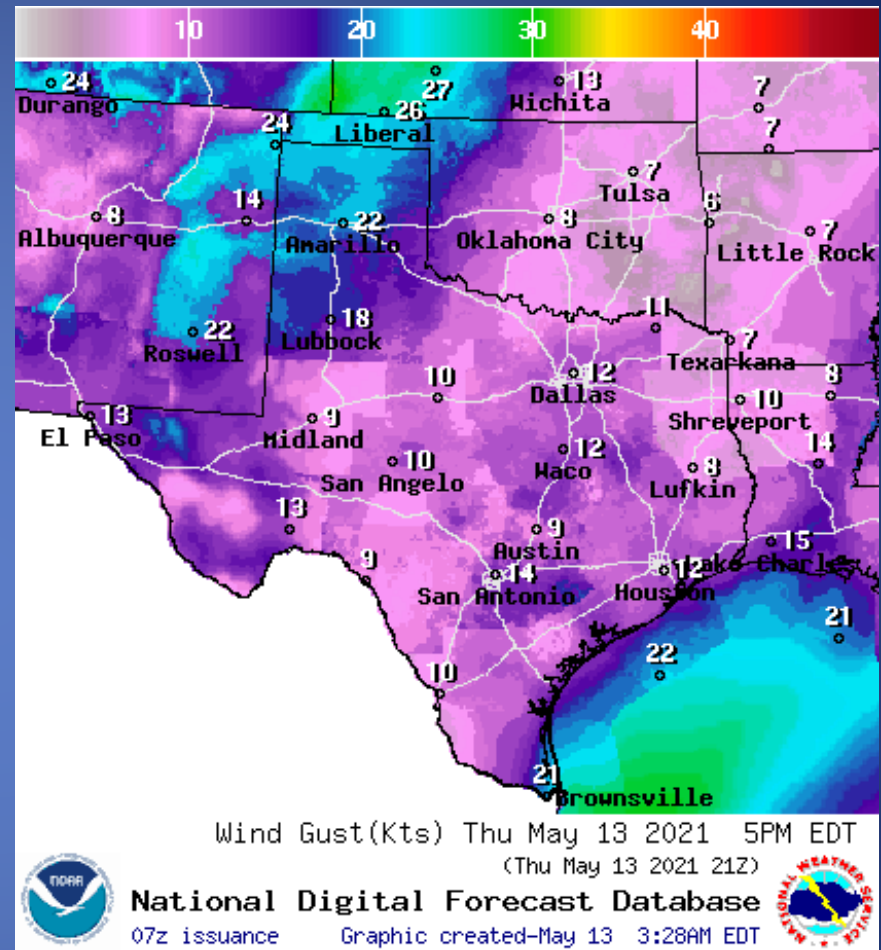 10 20 30 40
24 Durango
27
26 Liberal
13 Wichita
7
7
24
7 Tulsa
14
8 Albuquerque
22 Amarillo
8 Oklahoma City
6
7 Little Rock
22 Roswell
18 Lubbock
11
7 Texarkana
12 Dallas
10
10 Shreveport
8
13 El Paso
9 Midland
10 San Angelo
12 Waco
8 Lufkin
14
13
9 Austin
15 Lake Charles
9
14 San Antonio
12 Houston
21
22
10
21 Brownsville
Wind Gust(Kts) Thu May 13 2021 5PM EDT
(Thu May 13 2021 21Z)
NOAA
National Digital Forecast Database
07z issuance Graphic created-May 13 3:28AM EDT
NATIONAL WEATHER SERVICE